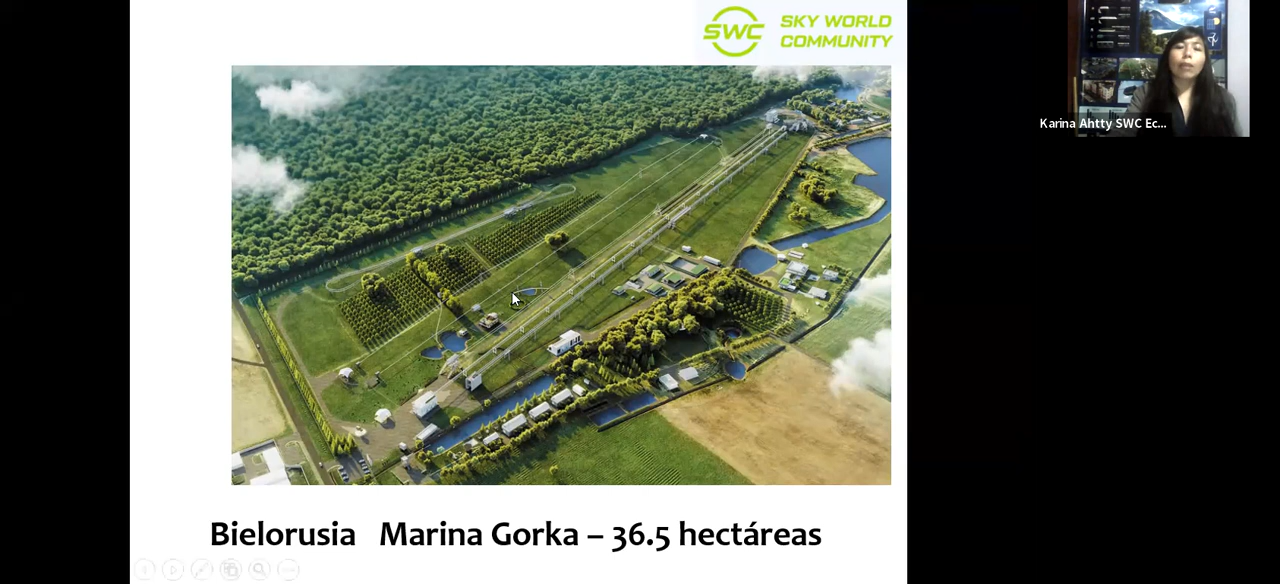 SWC
SKY WORLD
COMMUNITY
Karina Ahtty SWC Ec...
Bielorusia Marina Gorka – 36.5 hectáreas